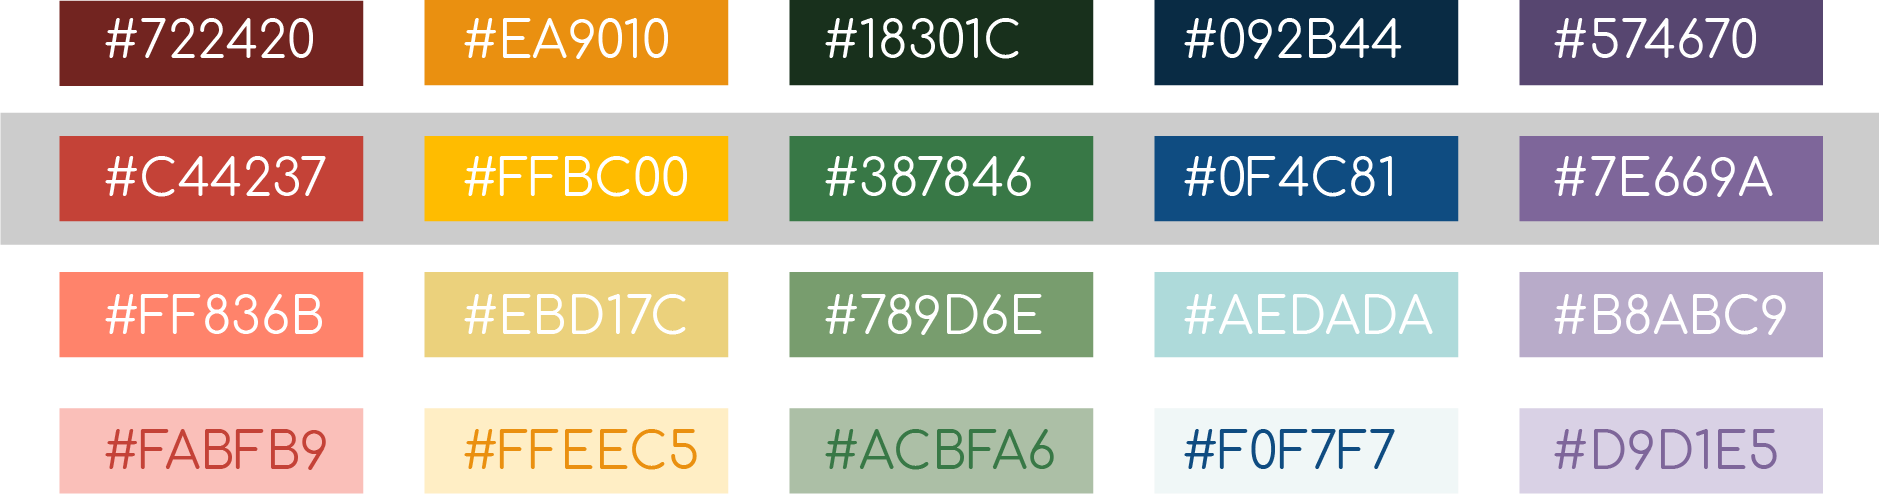 #722420 #EA9010 #18301C #092B44 #574670
#C44237 #FFBC00 #387846 #0F4C81 #7E669A
#FF836B #EBD17C #789D6E #AEDADA #B8ABC9
#FABFB9 #FFEEC5 #ACBFA6 #F0F7F7 #D9D1E5